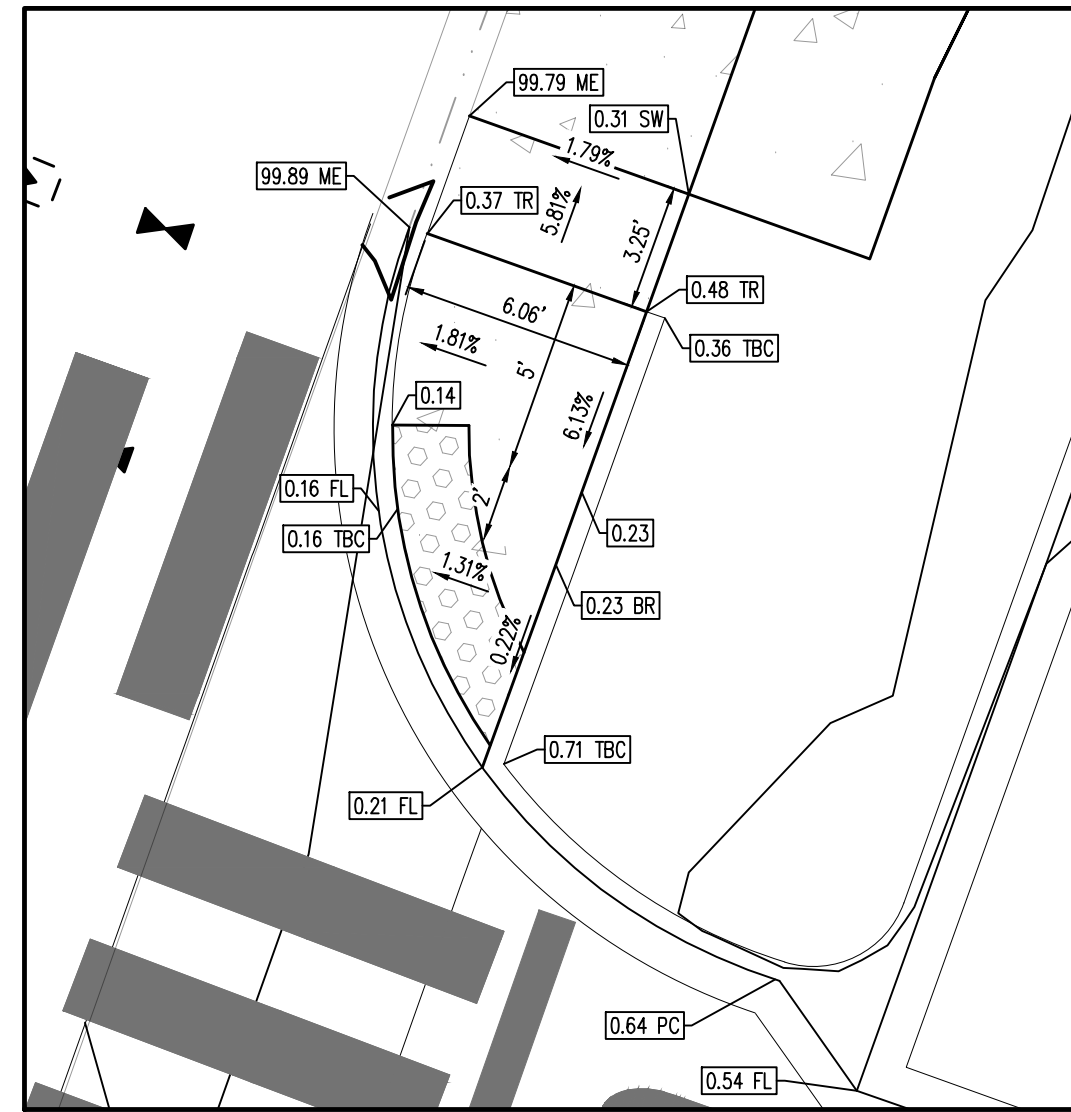 99.79 ME
0.31 SW
1.79%
99.89 ME
0.37 TR
5.81%
3.25'
0.48 TR
6.06'
1.81%
0.36 TBC
5'
0.14
6.13%
0.16 FL
2'
0.23
0.16 TBC
1.31%
0.23 BR
0.22%
0.71 TBC
0.21 FL
0.64 PC
0.54 FL